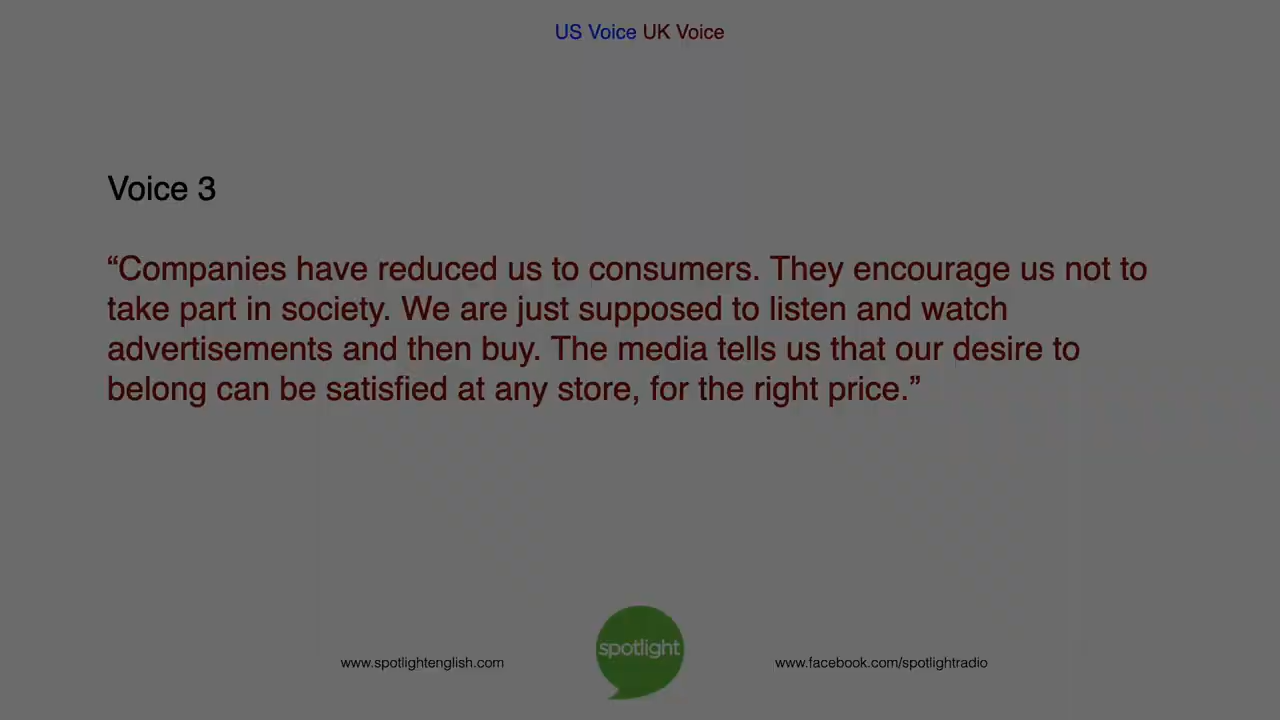 US Voice UK Voice
Voice 3
“Companies have reduced us to consumers. They encourage us not to
take part in society. We are just supposed to listen and watch
advertisements and then buy. The media tells us that our desire to
belong can be satisfied at any store, for the right price.”
spotlight
www.spotlightenglish.com
www.facebook.com/spotlightradio